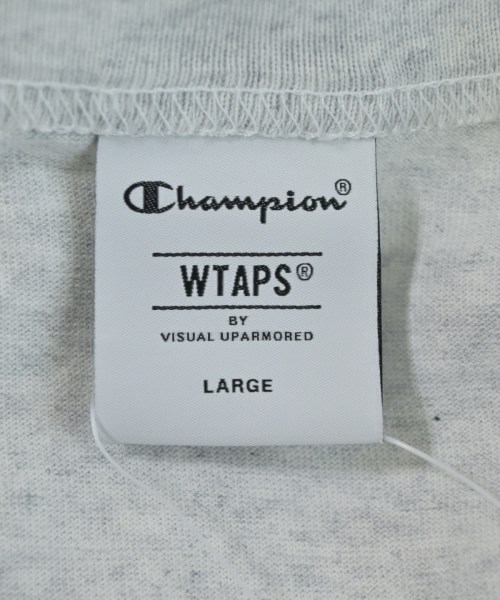 Champion®
WTAPS®
BY
VISUAL UPARMORED
LARGE